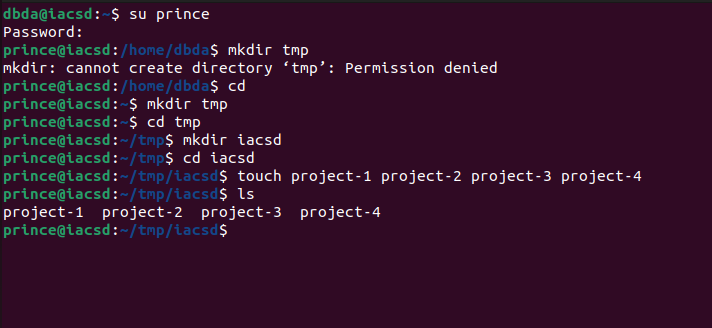 dbda@iacsd:~$ su prince
Password:
prince@iacsd:/home/dbda$ mkdir tmp
mkdir: cannot create directory ‘tmp’: Permission denied
prince@iacsd:/home/dbda$ cd
prince@iacsd:~$ mkdir tmp
prince@iacsd:~$ cd tmp
prince@iacsd:~/tmp$ mkdir iacsd
prince@iacsd:~/tmp$ cd iacsd
prince@iacsd:~/tmp/iacsd$ touch project-1 project-2 project-3 project-4
prince@iacsd:~/tmp/iacsd$ ls
project-1  project-2  project-3  project-4
prince@iacsd:~/tmp/iacsd$